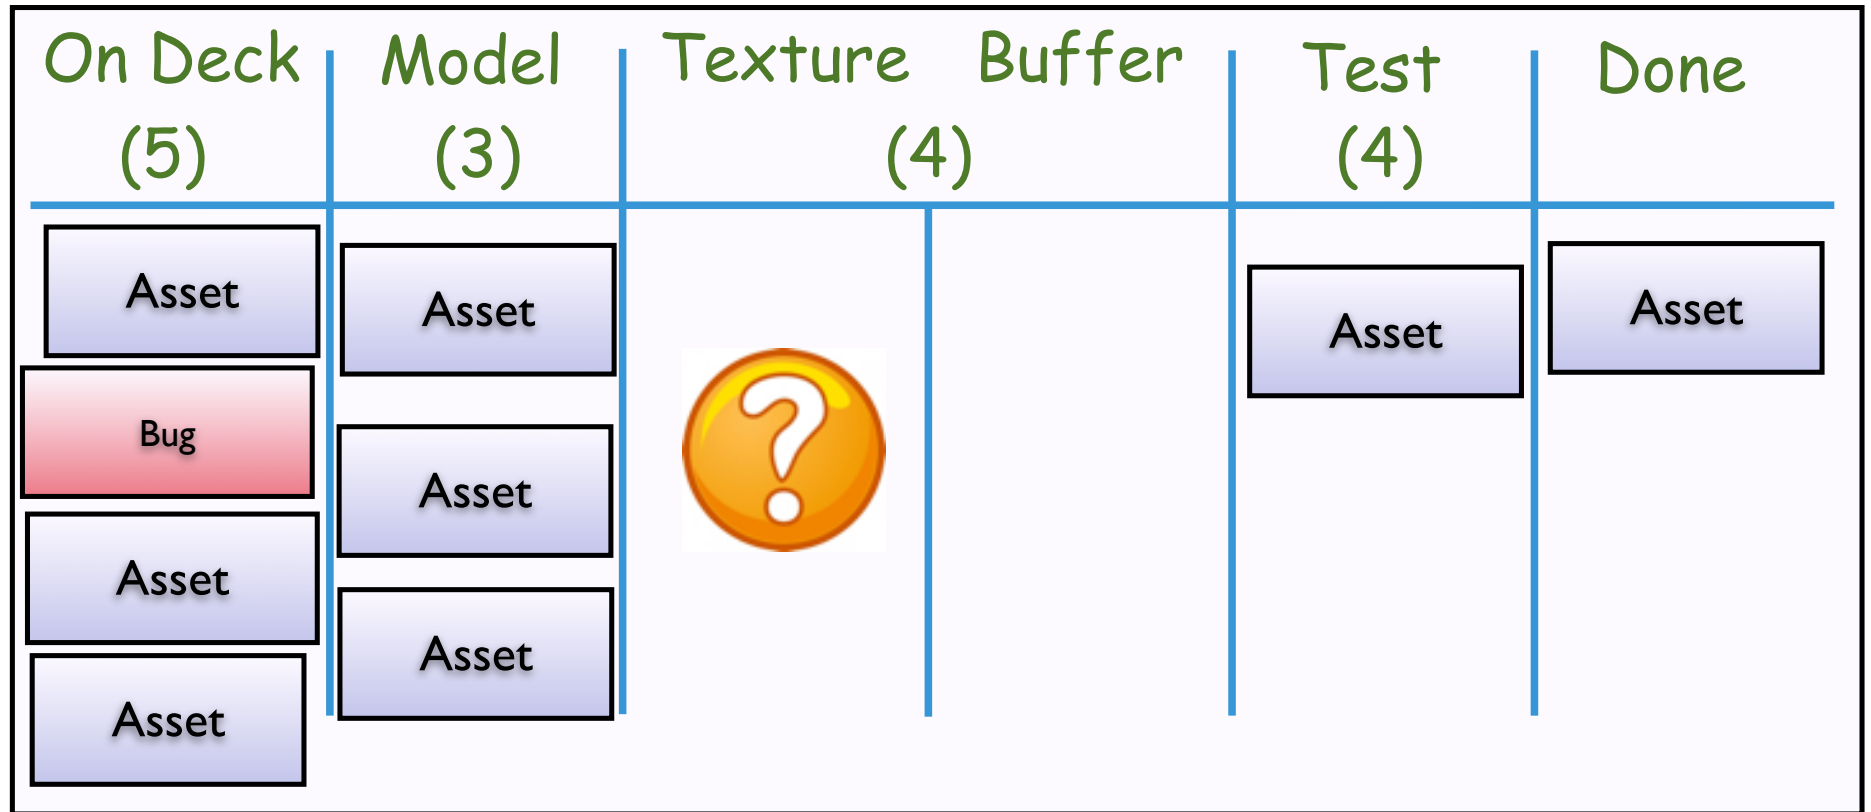 On Deck Model Texture Buffer Test Done
(5) (3) (4) (4)
Asset
Bug
Asset
Asset
Asset
Asset
Asset
?
Asset
Asset